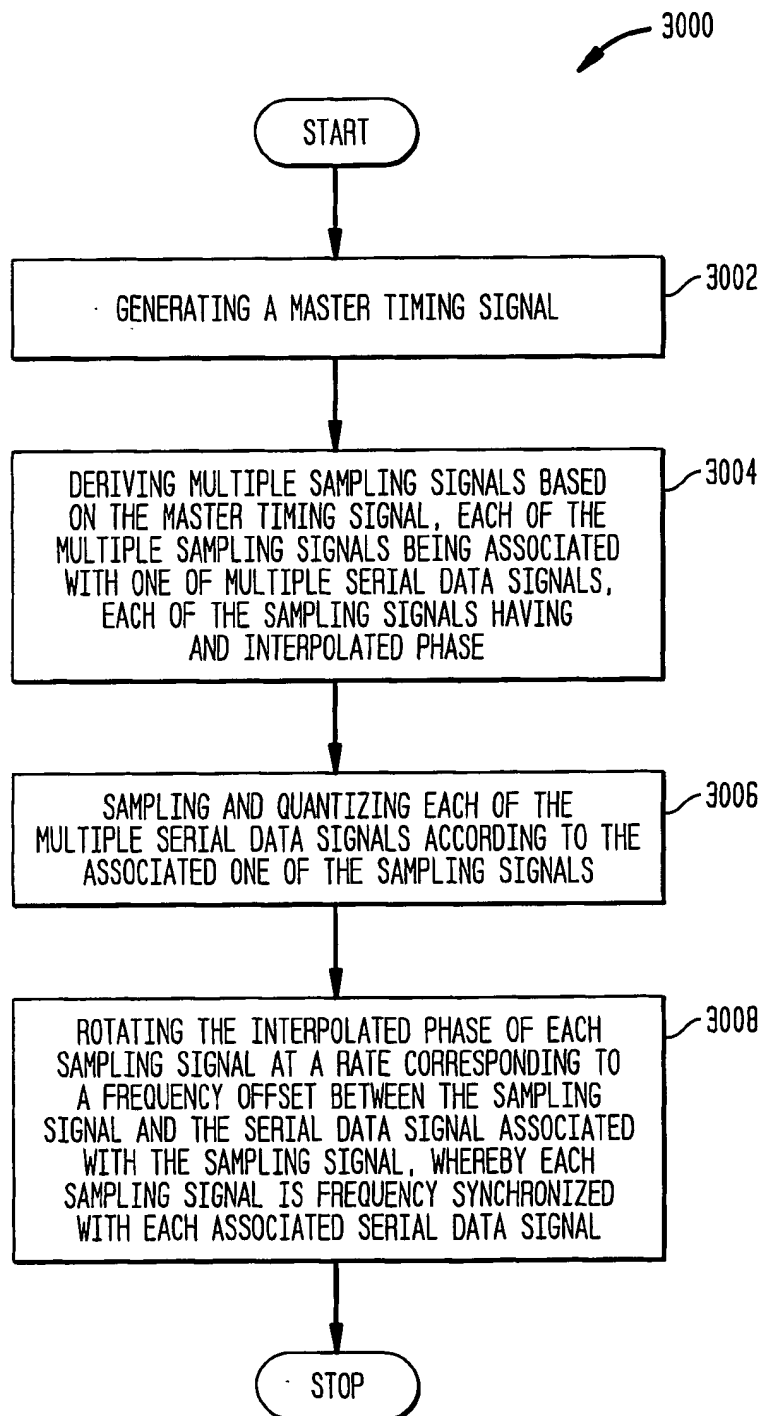 3000
START
GENERATING A MASTER TIMING SIGNAL
3002
DERIVING MULTIPLE SAMPLING SIGNALS BASED
ON THE MASTER TIMING SIGNAL, EACH OF THE
MULTIPLE SAMPLING SIGNALS BEING ASSOCIATED
WITH ONE OF MULTIPLE SERIAL DATA SIGNALS,
EACH OF THE SAMPLING SIGNALS HAVING
AND INTERPOLATED PHASE
3004
SAMPLING AND QUANTIZING EACH OF THE
MULTIPLE SERIAL DATA SIGNALS ACCORDING TO THE
ASSOCIATED ONE OF THE SAMPLING SIGNALS
3006
ROTATING THE INTERPOLATED PHASE OF EACH
SAMPLING SIGNAL AT A RATE CORRESPONDING TO
A FREQUENCY OFFSET BETWEEN THE SAMPLING
SIGNAL AND THE SERIAL DATA SIGNAL ASSOCIATED
WITH THE SAMPLING SIGNAL, WHEREBY EACH
SAMPLING SIGNAL IS FREQUENCY SYNCHRONIZED
WITH EACH ASSOCIATED SERIAL DATA SIGNAL
3008
STOP